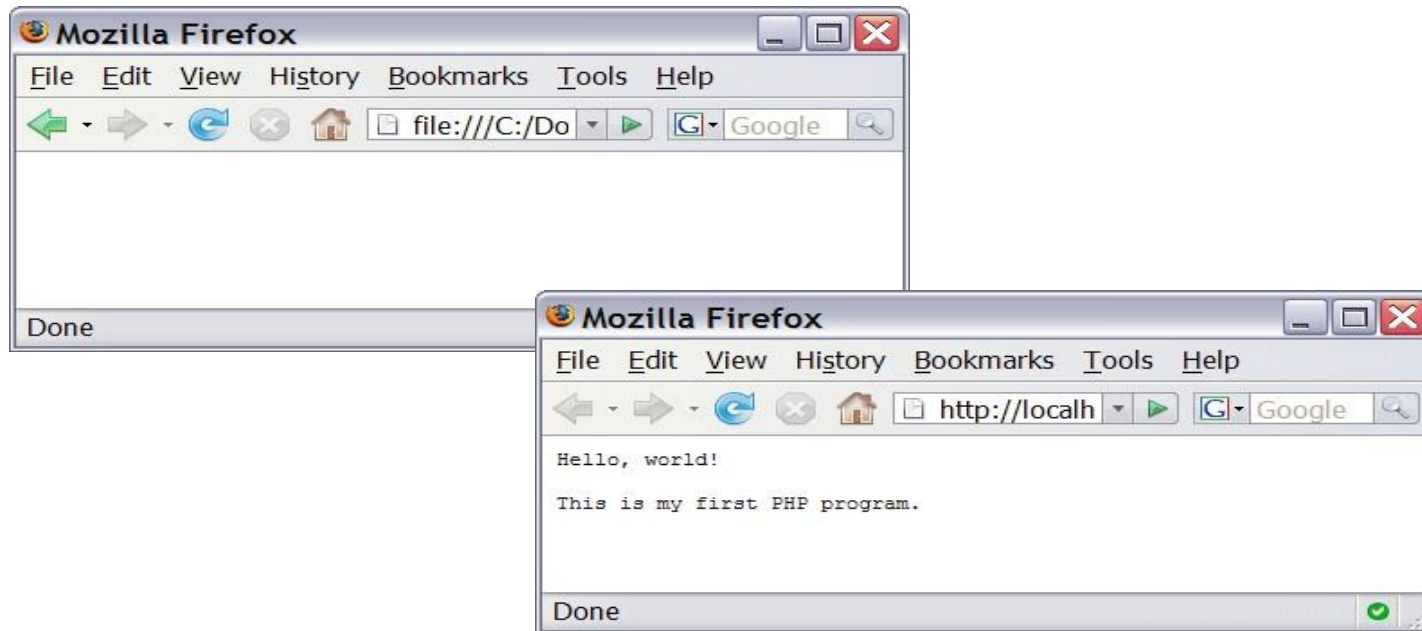 Mozilla Firefox
File Edit View History Bookmarks Tools Help
file:///C:/Do G Google
Done
Mozilla Firefox
File Edit View History Bookmarks Tools Help
http://localh G Google
Hello, world!
This is my first PHP program.
Done